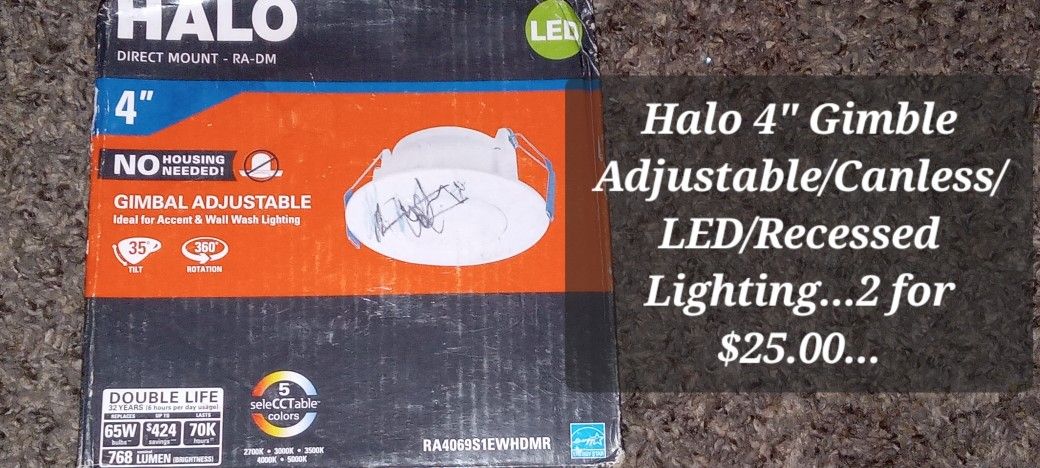 HALO
LED
DIRECT MOUNT - RA-DM
4"
NO HOUSING NEEDED!
GIMBAL ADJUSTABLE
Ideal for Accent & Wall Wash Lighting
35° 360°
TILT ROTATION
DOUBLE LIFE
32 YEARS (6 hours per day usage)
REPLACES UP TO LASTS
65W $424 70K
bulbs savings hours
768 LUMEN (BRIGHTNESS)
5
seleCCTable
colors
2700K • 3000K • 3500K
4000K • 5000K
RA4069S1EWHDMR
ENERGY STAR
Halo 4" Gimble
Adjustable/Canless/
LED/Recessed
Lighting...2 for
$25.00...